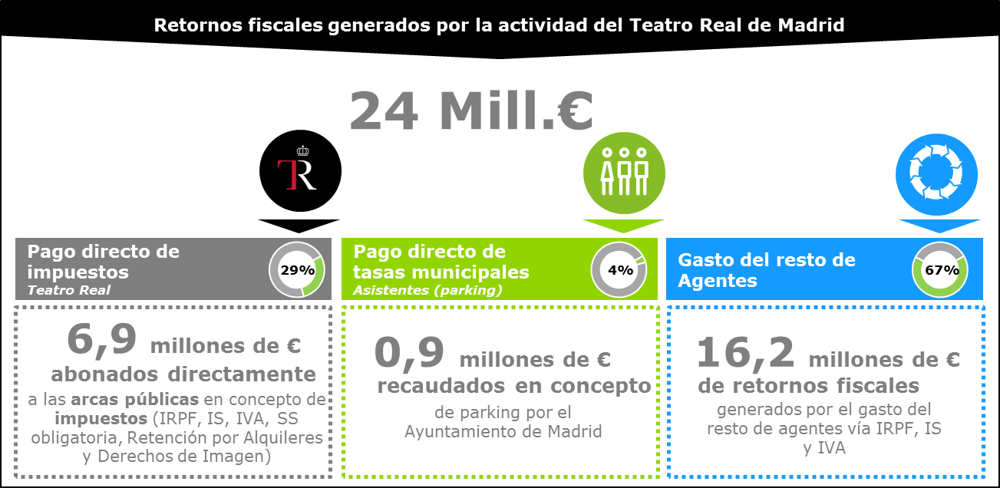 Retornos fiscales generados por la actividad del Teatro Real de Madrid
24 Mill.€
TR
Pago directo de
impuestos
Teatro Real
29%
Pago directo de
tasas municipales
Asistentes (parking)
4%
Gasto del resto de
Agentes
67%
6,9 millones de €
abonados directamente
a las arcas públicas en concepto de
impuestos (IRPF, IS, IVA, SS
obligatoria, Retención por Alquileres
y Derechos de Imagen)
0,9 millones de €
recaudados en concepto
de parking por el
Ayuntamiento de Madrid
16,2 millones de €
de retornos fiscales
generados por el gasto del
resto de agentes vía IRPF, IS
y IVA